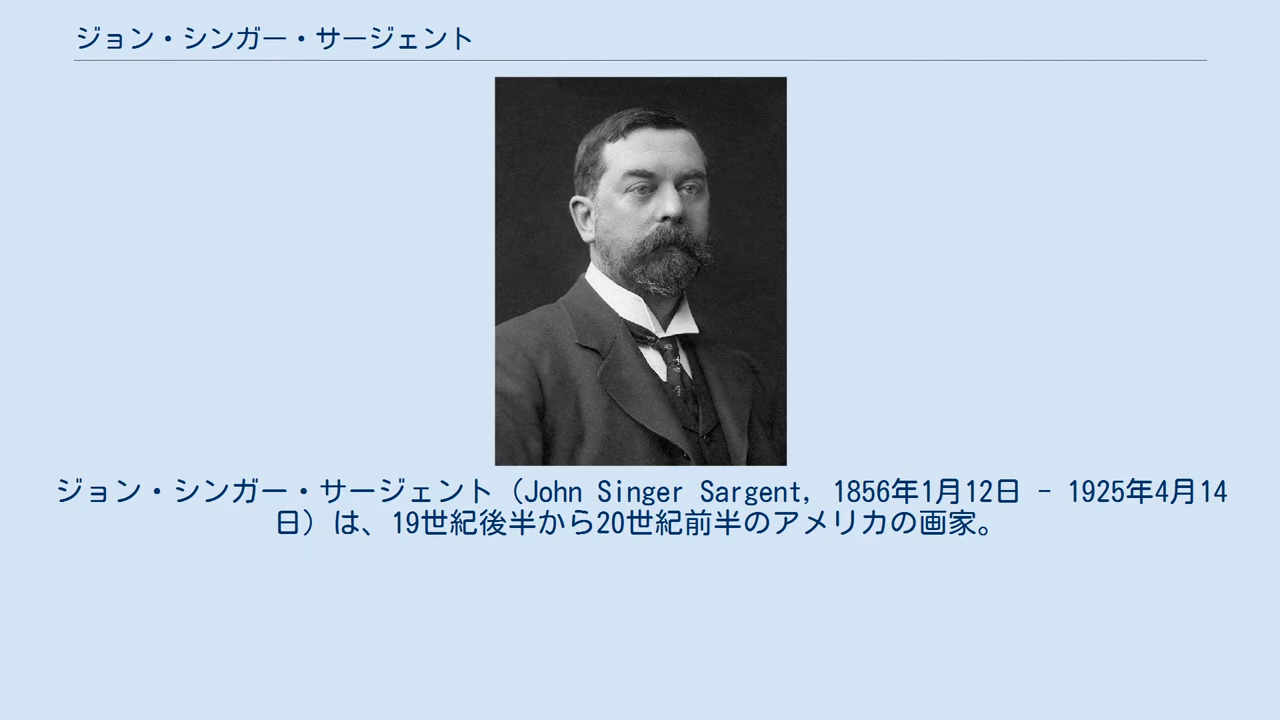 ジョン・シンガー・サージェント
ジョン・シンガー・サージェント（John Singer Sargent, 1856年1月12日 - 1925年4月14
日）は、19世紀後半から20世紀前半のアメリカの画家。